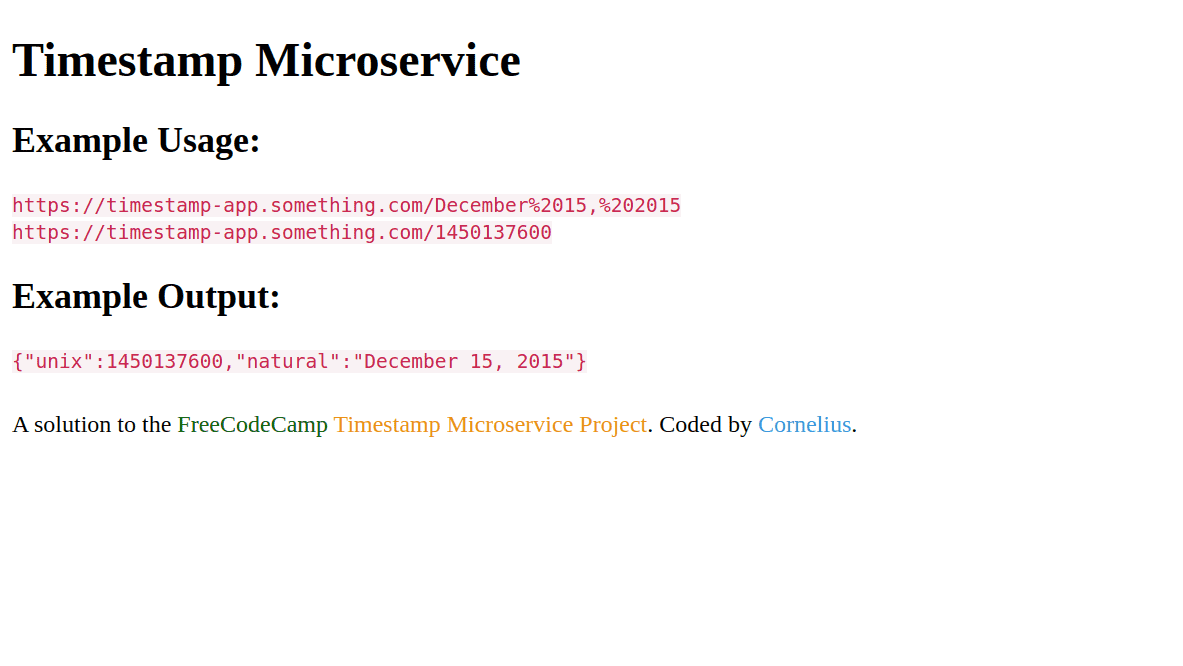 Timestamp Microservice
Example Usage:
https://timestamp-app.something.com/December%2015,%202015
https://timestamp-app.something.com/1450137600
Example Output:
{"unix":1450137600,"natural":"December 15, 2015"}
A solution to the FreeCodeCamp Timestamp Microservice Project. Coded by Cornelius.